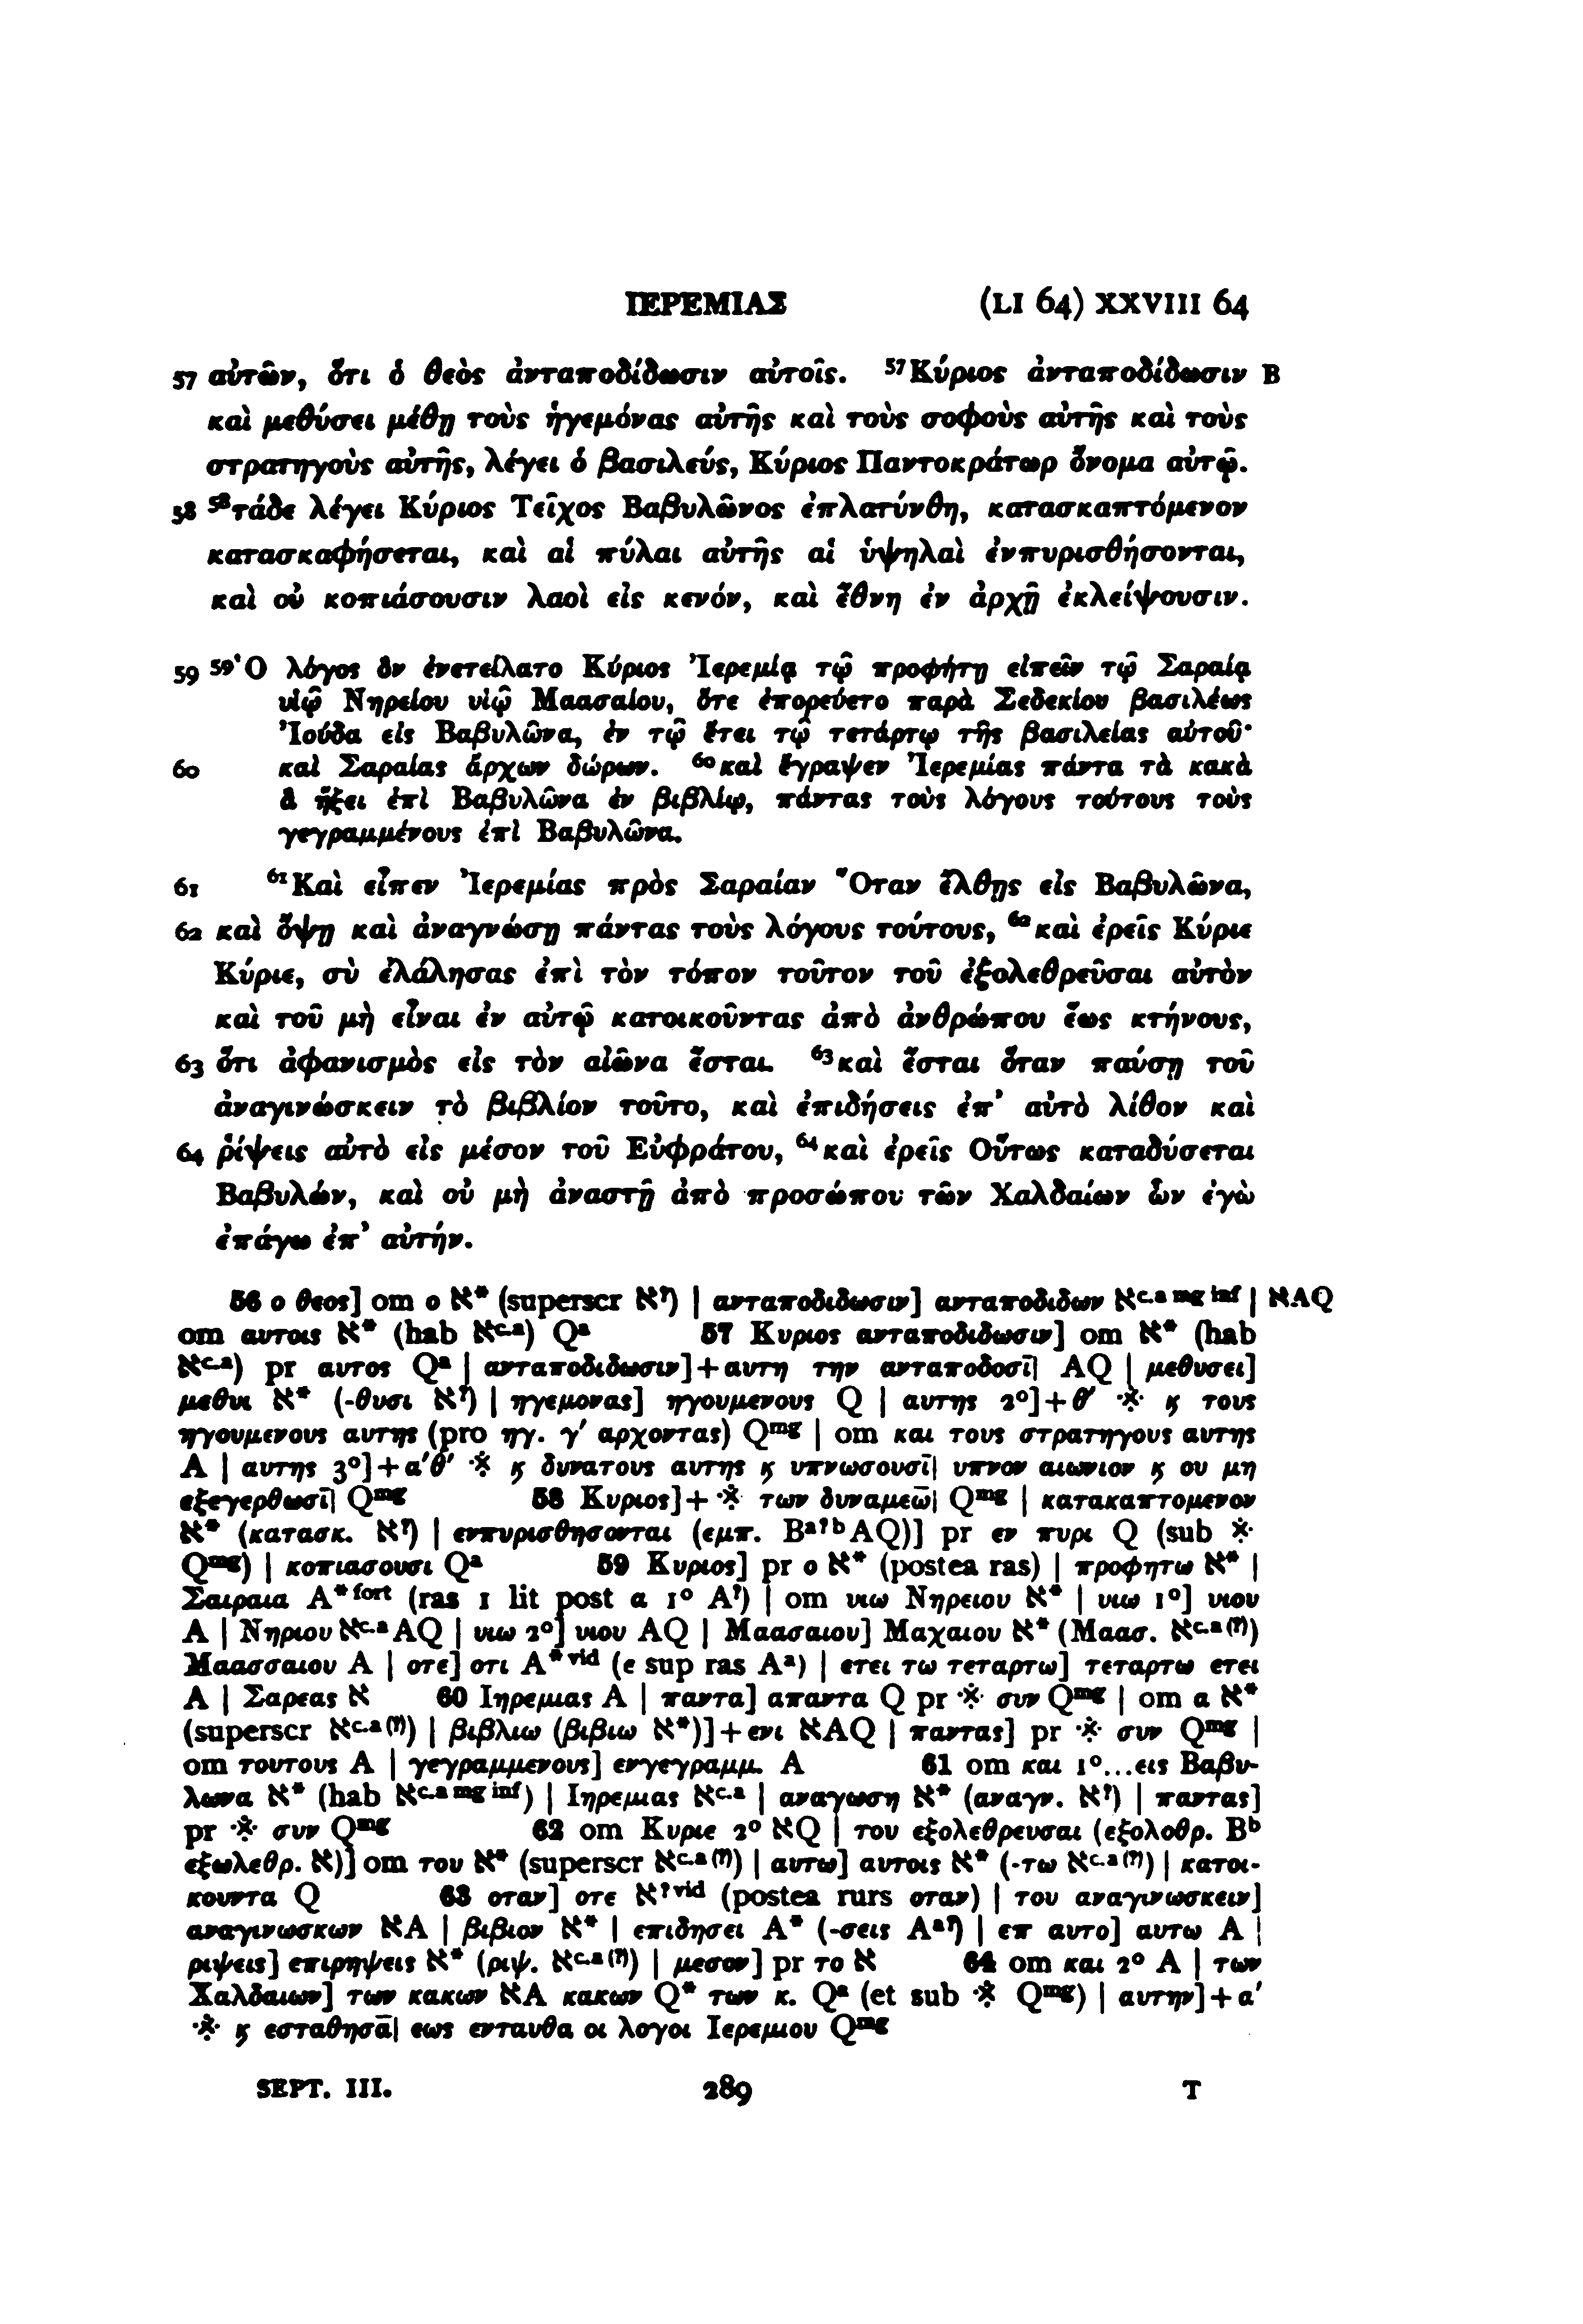 ΙΕΡΕΜΙΑΣ (LI 64) XXVIII 64
57 αὐτῶν, ὅτι ὁ θεὸς ἀνταποδίδωσιν αὐτοῖς. ⁵⁷Κύριος ἀνταποδίδωσιν B
καὶ μεθύσει μέθῃ τοὺς ἡγεμόνας αὐτῆς καὶ τοὺς σοφοὺς αὐτῆς καὶ τοὺς
στρατηγοὺς αὐτῆς, λέγει ὁ βασιλεύς, Κύριος Παντοκράτωρ ὄνομα αὐτῷ.
58 ⁵⁸τάδε λέγει Κύριος Τεῖχος Βαβυλῶνος ἐπλατύνθη, κατασκαπτόμενον
κατασκαφήσεται, καὶ αἱ πύλαι αὐτῆς αἱ ὑψηλαὶ ἐνπυρισθήσονται,
καὶ οὐ κοπιάσουσιν λαοὶ εἰς κενόν, καὶ ἔθνη ἐν ἀρχῇ ἐκλείψουσιν.
59 ⁵⁹Ὁ λόγος ὃν ἐνετείλατο Κύριος Ἰερεμίᾳ τῷ προφήτῃ εἰπεῖν τῷ Σαραίᾳ
υἱῷ Νηρείου υἱῷ Μαασαίου, ὅτε ἐπορεύετο παρὰ Σεδεκίου βασιλέως
Ἰούδα εἰς Βαβυλῶνα, ἐν τῷ ἔτει τῷ τετάρτῳ τῆς βασιλείας αὐτοῦ·
60 καὶ Σαραίας ἄρχων δώρων. ⁶⁰καὶ ἔγραψεν Ἰερεμίας πάντα τὰ κακὰ
ἃ ἥξει ἐπὶ Βαβυλῶνα ἐν βιβλίῳ, πάντας τοὺς λόγους τούτους τοὺς
γεγραμμένους ἐπὶ Βαβυλῶνα.
61 ⁶¹Καὶ εἶπεν Ἰερεμίας πρὸς Σαραίαν Ὅταν ἔλθῃς εἰς Βαβυλῶνα,
62 καὶ ὄψῃ καὶ ἀναγνώσῃ πάντας τοὺς λόγους τούτους, ⁶²καὶ ἐρεῖς Κύριε
Κύριε, σὺ ἐλάλησας ἐπὶ τὸν τόπον τοῦτον τοῦ ἐξολεθρεῦσαι αὐτὸν
καὶ τοῦ μὴ εἶναι ἐν αὐτῷ κατοικοῦντας ἀπὸ ἀνθρώπου ἕως κτήνους,
63 ὅτι ἀφανισμὸς εἰς τὸν αἰῶνα ἔσται. ⁶³καὶ ἔσται ὅταν παύσῃ τοῦ
ἀναγινώσκειν τὸ βιβλίον τοῦτο, καὶ ἐπιδήσεις ἐπ᾽ αὐτὸ λίθον καὶ
64 ῥίψεις αὐτὸ εἰς μέσον τοῦ Εὐφράτου, ⁶⁴καὶ ἐρεῖς Οὕτως καταδύσεται
Βαβυλών, καὶ οὐ μὴ ἀναστῇ ἀπὸ προσώπου τῶν Χαλδαίων ὧν ἐγὼ
ἐπάγω ἐπ᾽ αὐτήν.
56 ο θεος] om ο א* (superscr א?) | ανταποδιδωσιν] ανταποδιδων אc.a mg inf | אAQ
om αυτοις א* (hab אc.a) Qa 57 Κυριος ανταποδιδωσιν] om א* (hab
אc.a) pr αυτος Qa | ανταποδιδωσιν]+αυτη την ανταποδοσῑ| AQ | μεθυσει]
μεθυι א* (-θυσι א?) | ηγεμονας] ηγουμενους Q | αυτης 2°]+θ′ ※ ϗ τους
ηγουμενους αυτης (pro ηγ. γ′ αρχοντας) Qmg | om και τους στρατηγους αυτης
A | αυτης 3°]+α′θ′ ※ ϗ δυνατους αυτης ϗ υπνωσουσῑ| υπνον αιωνιον ϗ ου μη
εξεγερθωσῑ| Qmg 58 Κυριος]+※ των δυναμεω̄| Qmg | κατακαπτομενον
א* (κατασκ. א?) | ενπυρισθησονται (εμπ. Ba?bAQ)] pr εν πυρι Q (sub ※
Qmg) | κοπιασουσι Qa 59 Κυριος] pr ο א* (postea ras) | προφητω א* |
Σαιραια A*fort (ras 1 lit post α 1° A?) | om υιω Νηρειου א* | υιω 1°] υιου
A | Νηριου אc.a AQ | υιω 2°] υιου AQ | Μαασαιου] Μαχαιου א* (Μαασ. אc.a(?))
Μαασσαιου A | οτε] οτι A*vid (ε sup ras Aa) | ετει τω τεταρτω] τεταρτω ετει
A | Σαρεας א 60 Ιηρεμιας A | παντα] απαντα Q pr ※ συν Qmg | om α א*
(superscr אc.a(?)) | βιβλιω (βιβιω א*)]+ενι אAQ | παντας] pr ※ συν Qmg |
om τουτους A | γεγραμμενους] ενγεγραμμ. A 61 om και 1°...εις Βαβυ-
λωνα א* (hab אc.a mg inf) | Ιηρεμιας אc.a | αναγωση א* (αναγν. א?) | παντας]
pr ※ συν Qmg 62 om Κυριε 2° אQ | του εξολεθρευσαι (εξολοθρ. Bb
εξωλεθρ. א)] om του א* (superscr אc.a(?)) | αυτω] αυτοις א* (-τω אc.a(?)) | κατοι-
κουντα Q 63 οταν] οτε א?vid (postea rurs οταν) | του αναγινωσκειν]
αναγινωσκων אA | βιβιον א* | επιδησει A* (-σεις Aa?) | επ αυτο] αυτω A |
ριψεις] επιρηψεις א* (ριψ. אc.a(?)) | μεσον] pr το א 64 om και 2° A | των
Χαλδαιων] των κακων אA κακων Q* των κ. Qa (et sub ※ Qmg) | αυτην]+α′
※ ϗ εσταθησᾱ| εως ενταυθα οι λογοι Ιερεμιου Qmg
SEPT. III. 289 T